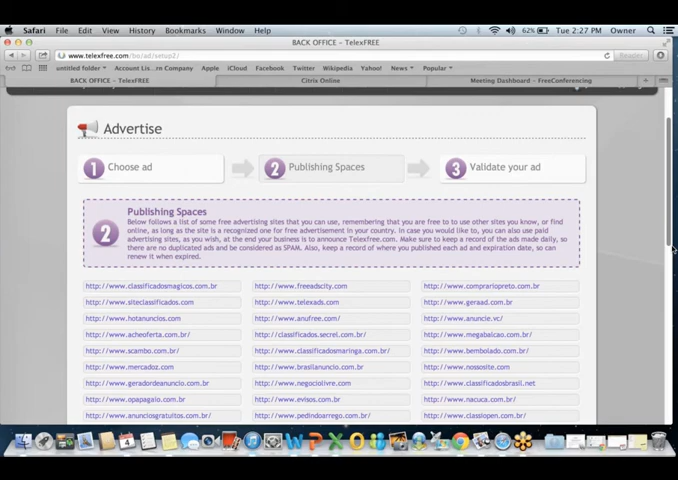 Safari File Edit View History Bookmarks Window Help 62% Tue 2:27 PM Owner
BACK OFFICE – TelexFREE
www.telexfree.com/bo/ad/setup2/ Reader
untitled folder Account Lis...rn Company Apple iCloud Facebook Twitter Wikipedia Yahoo! News Popular
BACK OFFICE – TelexFREE Citrix Online Meeting Dashboard – FreeConferencing
Advertise
1 Choose ad 2 Publishing Spaces 3 Validate your ad
Publishing Spaces
2
Below follows a list of some free advertising sites that you can use, remembering that you are free to to use other sites you know, or find
online, as long as the site is a recognized one for free advertisement in your country. In case you would like to, you can also use paid
advertising sites, as you wish, at the end your business is to announce Telexfree.com. Make sure to keep a record of the ads made daily, so
there are no duplicated ads and be considered as SPAM. Also, keep a record of where you published each ad and expiration date, so can
renew it when expired.
http://www.classificadosmagicos.com.br http://www.freeadscity.com http://www.comprariopreto.com.br
http://www.siteclassificados.com http://www.telexads.com http://www.geraad.com.br
http://www.hotanuncios.com http://www.anufree.com/ http://www.anuncie.vc/
http://www.acheoferta.com.br http://classificados.secrel.com.br/ http://www.megabalcao.com.br/
http://www.scambo.com.br/ http://www.classificadosmaringa.com.br/ http://www.bembolado.com.br/
http://www.mercadoz.com http://www.brasilanuncio.com.br http://www.nossosite.com
http://www.geradordeanuncio.com.br http://www.negociolivre.com http://www.classificadosbrasil.net
http://www.opapagaio.com.br http://www.evisos.com.br http://www.nacuca.com.br/
http://www.anunciosgratuitos.com.br/ http://www.pedindoarrego.com.br/ http://www.classiopen.com.br/